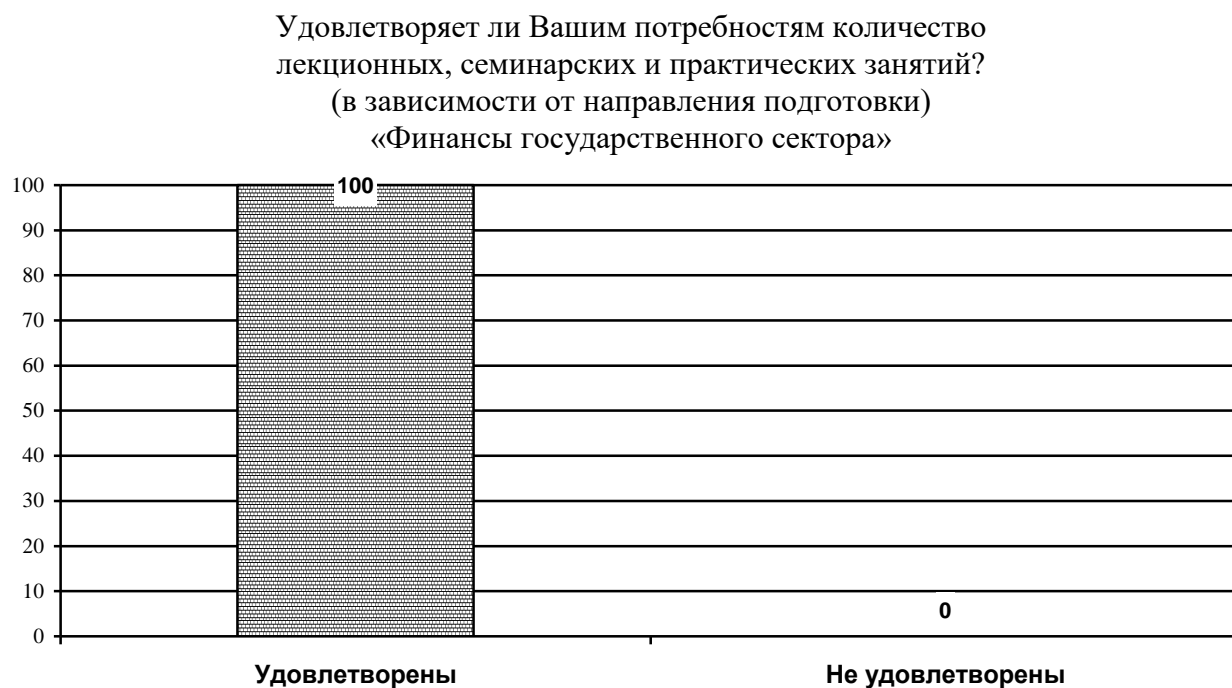 Удовлетворяет ли Вашим потребностям количество
лекционных, семинарских и практических занятий?
(в зависимости от направления подготовки)
«Финансы государственного сектора»
100
90
80
70
60
50
40
30
20
10
0
100
0
Удовлетворены
Не удовлетворены